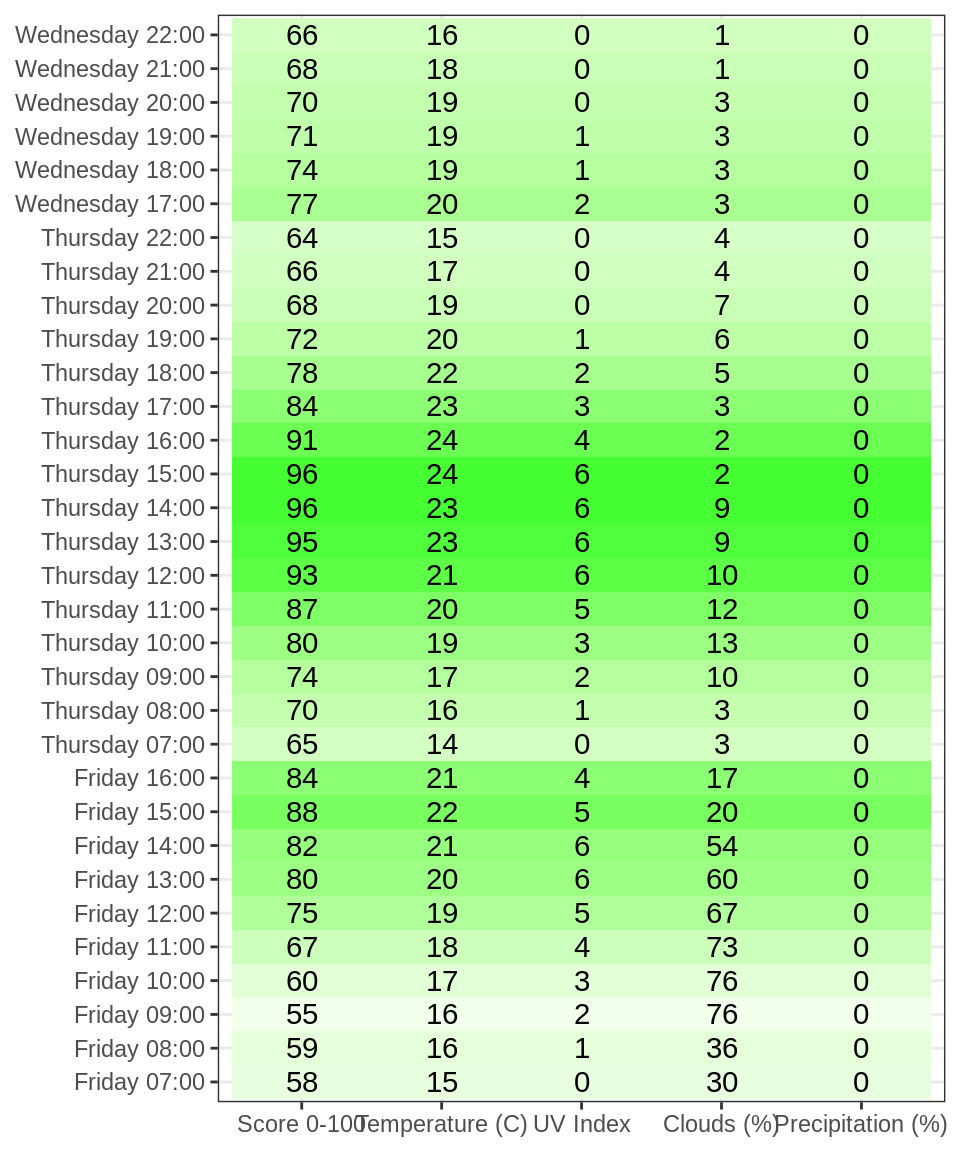 Wednesday 22:00 66 16 0 1 0
Wednesday 21:00 68 18 0 1 0
Wednesday 20:00 70 19 0 3 0
Wednesday 19:00 71 19 1 3 0
Wednesday 18:00 74 19 1 3 0
Wednesday 17:00 77 20 2 3 0
Thursday 22:00 64 15 0 4 0
Thursday 21:00 66 17 0 4 0
Thursday 20:00 68 19 0 7 0
Thursday 19:00 72 20 1 6 0
Thursday 18:00 78 22 2 5 0
Thursday 17:00 84 23 3 3 0
Thursday 16:00 91 24 4 2 0
Thursday 15:00 96 24 6 2 0
Thursday 14:00 96 23 6 9 0
Thursday 13:00 95 23 6 9 0
Thursday 12:00 93 21 6 10 0
Thursday 11:00 87 20 5 12 0
Thursday 10:00 80 19 3 13 0
Thursday 09:00 74 17 2 10 0
Thursday 08:00 70 16 1 3 0
Thursday 07:00 65 14 0 3 0
Friday 16:00 84 21 4 17 0
Friday 15:00 88 22 5 20 0
Friday 14:00 82 21 6 54 0
Friday 13:00 80 20 6 60 0
Friday 12:00 75 19 5 67 0
Friday 11:00 67 18 4 73 0
Friday 10:00 60 17 3 76 0
Friday 09:00 55 16 2 76 0
Friday 08:00 59 16 1 36 0
Friday 07:00 58 15 0 30 0
Score 0-100 Temperature (C) UV Index Clouds (%) Precipitation (%)